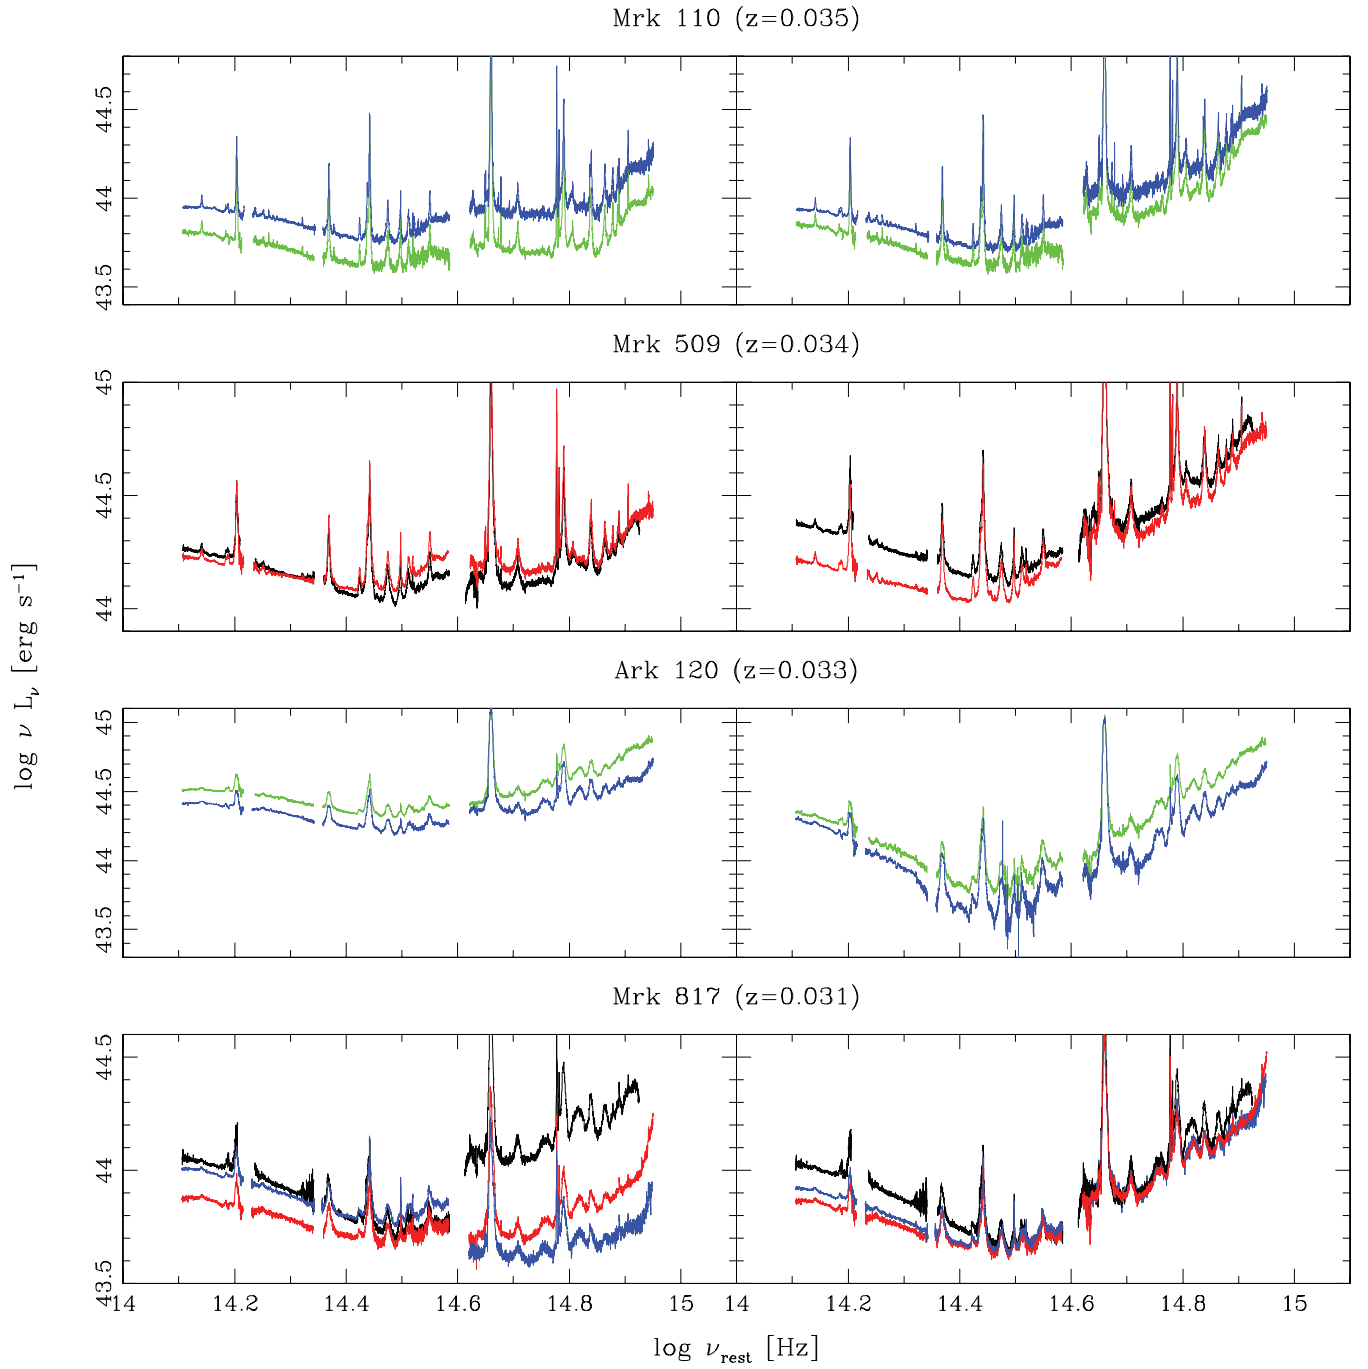 Mrk 110 (z=0.035)
44.5
44
43.5
Mrk 509 (z=0.034)
45
44.5
44
Ark 120 (z=0.033)
45
44.5
44
43.5
Mrk 817 (z=0.031)
44.5
44
43.5
log ν Lν [erg s⁻¹]
14 14.2 14.4 14.6 14.8 15 14 14.2 14.4 14.6 14.8 15
log νrest [Hz]